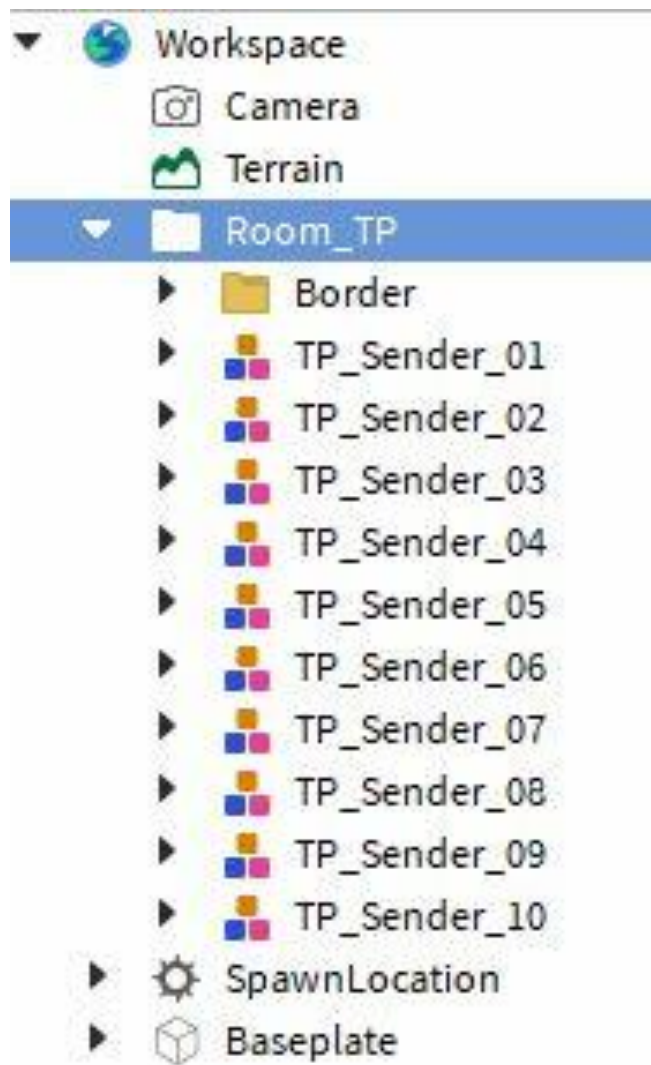 Workspace
Camera
Terrain
Room_TP
Border
TP_Sender_01
TP_Sender_02
TP_Sender_03
TP_Sender_04
TP_Sender_05
TP_Sender_06
TP_Sender_07
TP_Sender_08
TP_Sender_09
TP_Sender_10
SpawnLocation
Baseplate